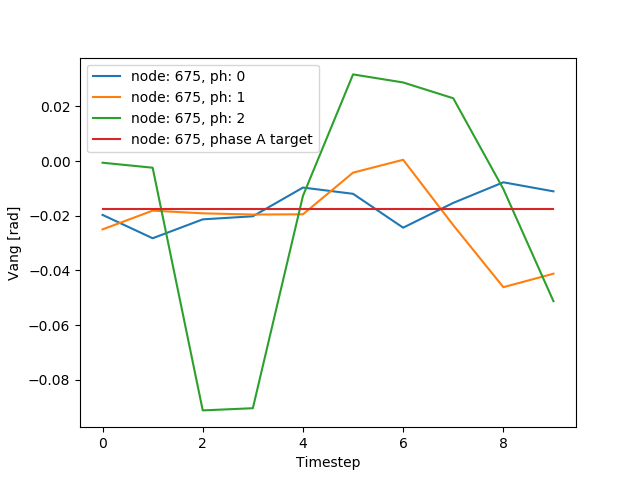 node: 675, ph: 0
node: 675, ph: 1
node: 675, ph: 2
node: 675, phase A target
0.02
0.00
−0.02
−0.04
−0.06
−0.08
Vang [rad]
0 2 4 6 8
Timestep